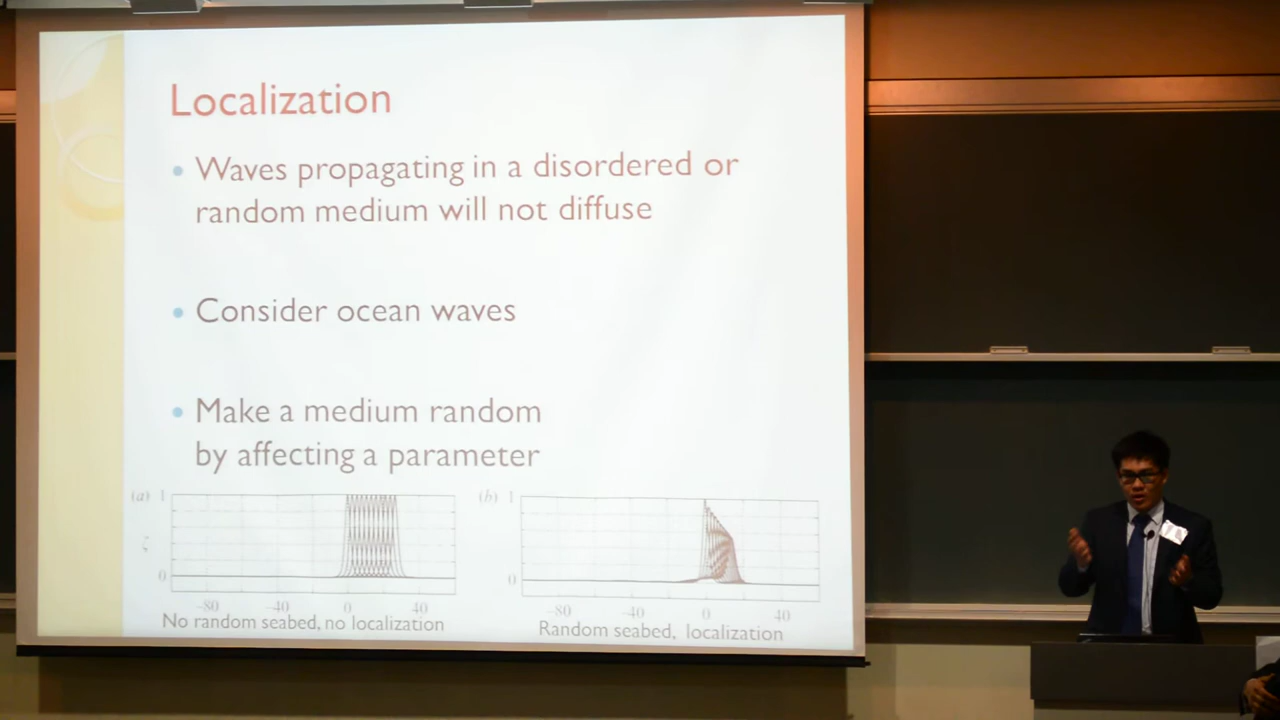 Localization
• Waves propagating in a disordered or
random medium will not diffuse
• Consider ocean waves
• Make a medium random
by affecting a parameter
(a) 1
ζ
0
-80 -40 0 40
No random seabed, no localization
(b) 1
0
-80 -40 0 40
Random seabed, localization